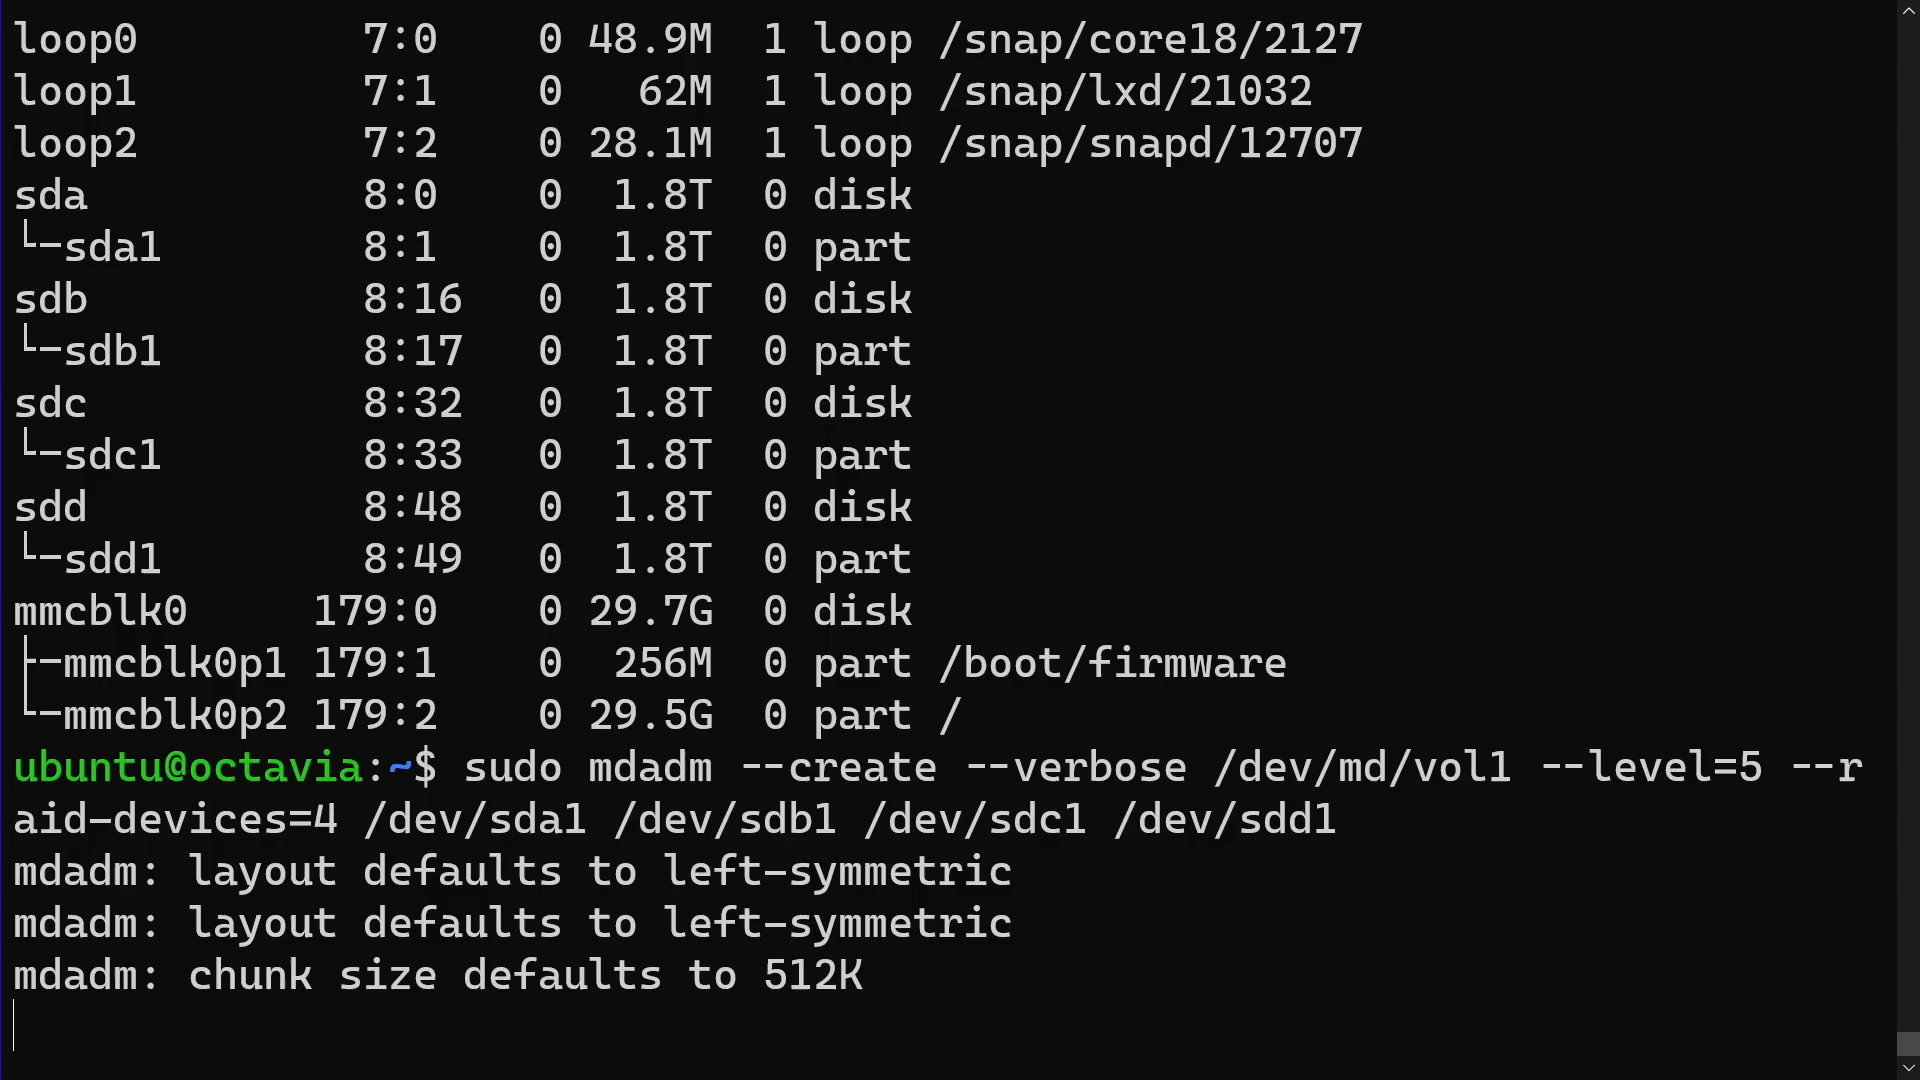 loop0         7:0    0 48.9M  1 loop /snap/core18/2127
loop1         7:1    0   62M  1 loop /snap/lxd/21032
loop2         7:2    0 28.1M  1 loop /snap/snapd/12707
sda           8:0    0  1.8T  0 disk
└─sda1        8:1    0  1.8T  0 part
sdb           8:16   0  1.8T  0 disk
└─sdb1        8:17   0  1.8T  0 part
sdc           8:32   0  1.8T  0 disk
└─sdc1        8:33   0  1.8T  0 part
sdd           8:48   0  1.8T  0 disk
└─sdd1        8:49   0  1.8T  0 part
mmcblk0     179:0    0 29.7G  0 disk
├─mmcblk0p1 179:1    0  256M  0 part /boot/firmware
└─mmcblk0p2 179:2    0 29.5G  0 part /
ubuntu@octavia:~$ sudo mdadm --create --verbose /dev/md/vol1 --level=5 --r
aid-devices=4 /dev/sda1 /dev/sdb1 /dev/sdc1 /dev/sdd1
mdadm: layout defaults to left-symmetric
mdadm: layout defaults to left-symmetric
mdadm: chunk size defaults to 512K